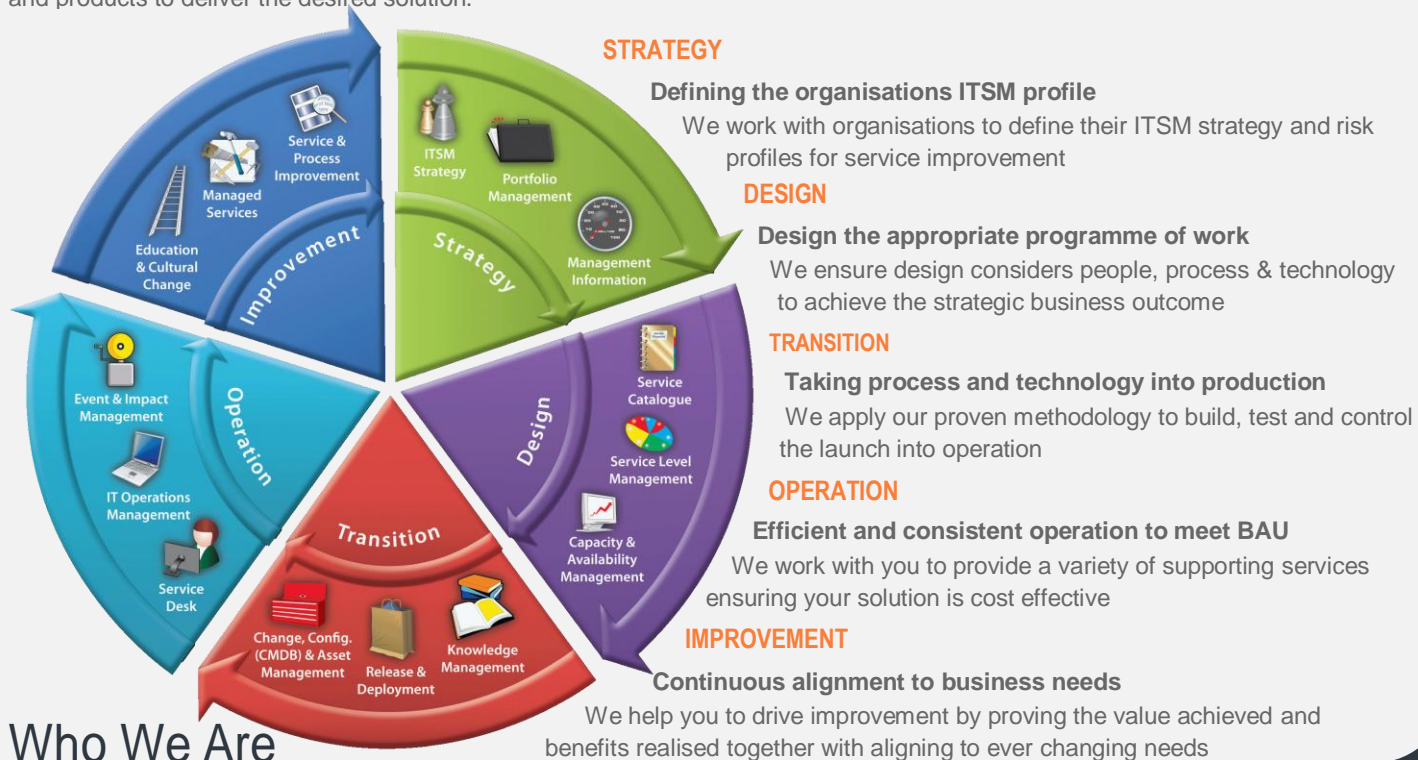 and products to deliver the desired solution.
STRATEGY
Defining the organisations ITSM profile
We work with organisations to define their ITSM strategy and risk
profiles for service improvement
DESIGN
Design the appropriate programme of work
We ensure design considers people, process & technology
to achieve the strategic business outcome
TRANSITION
Taking process and technology into production
We apply our proven methodology to build, test and control
the launch into operation
OPERATION
Efficient and consistent operation to meet BAU
We work with you to provide a variety of supporting services
ensuring your solution is cost effective
IMPROVEMENT
Continuous alignment to business needs
We help you to drive improvement by proving the value achieved and
benefits realised together with aligning to ever changing needs
Strategy
ITSM
Strategy
Portfolio
Management
Management
Information
Design
Service
Catalogue
Service Level
Management
Capacity &
Availability
Management
Transition
Knowledge
Management
Release &
Deployment
Change, Config.
(CMDB) & Asset
Management
Operation
Service
Desk
IT Operations
Management
Event & Impact
Management
Improvement
Education
& Cultural
Change
Managed
Services
Service &
Process
Improvement
Who We Are